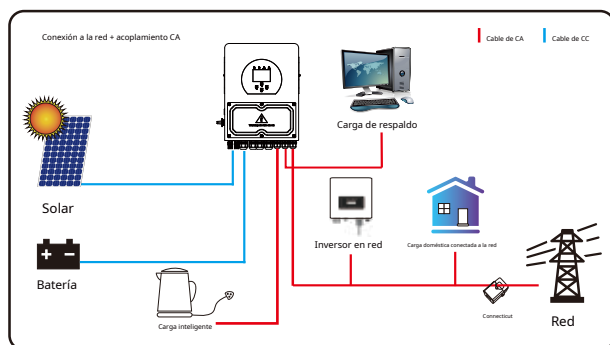 Conexión a la red + acoplamiento CA
Cable de CA
Cable de CC
Carga de respaldo
Solar
Inversor en red
Carga doméstica conectada a la red
Batería
Carga inteligente
Connecticut
Red